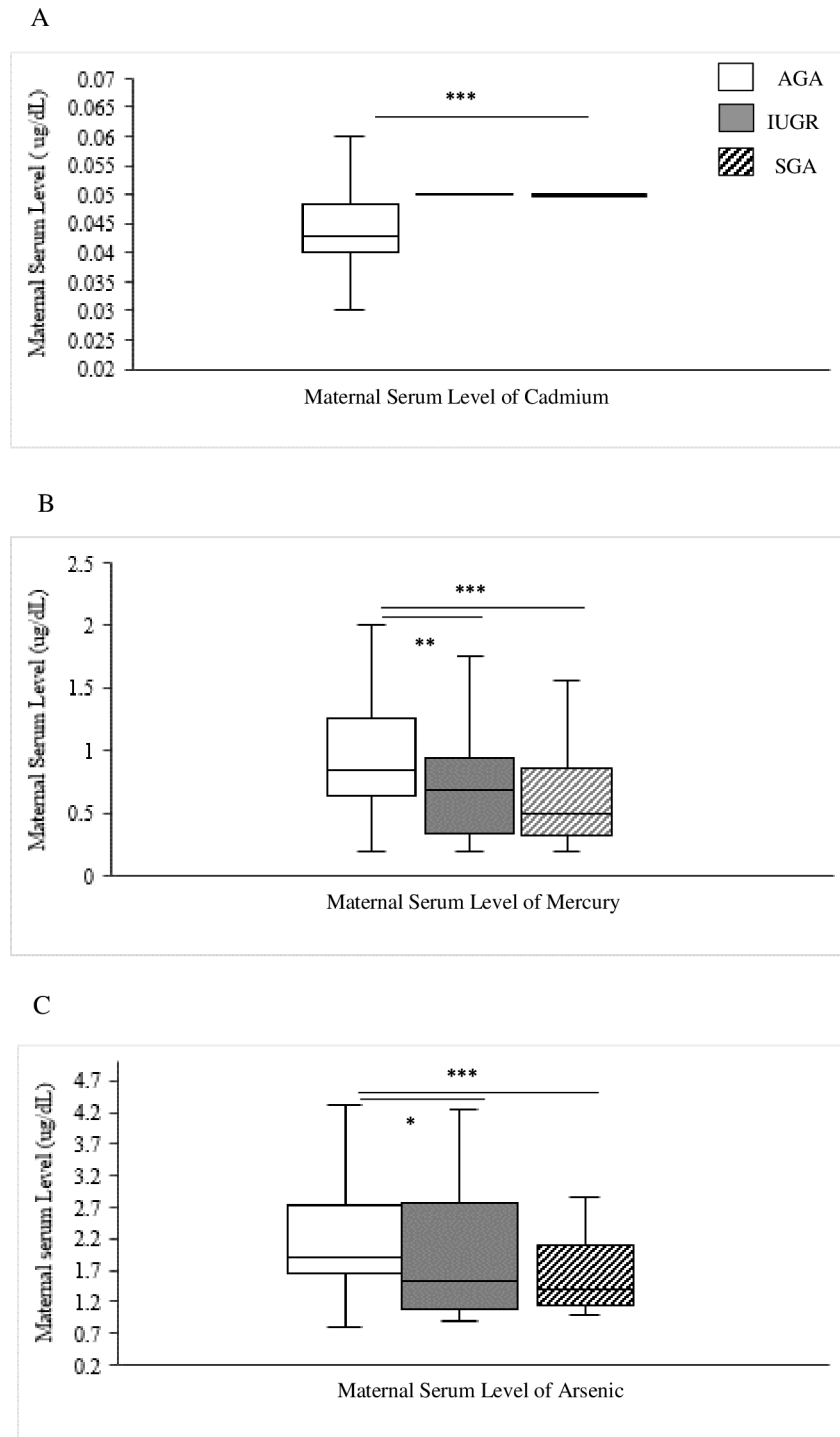 A
Maternal Serum Level ( ug/dL)
0.07
0.065
0.06
0.055
0.05
0.045
0.04
0.035
0.03
0.025
0.02
***
AGA
IUGR
SGA
Maternal Serum Level of Cadmium
B
Maternal Serum Level (ug/dL)
2.5
2
1.5
1
0.5
0
***
**
Maternal Serum Level of Mercury
C
Maternal serum Level (ug/dL)
4.7
4.2
3.7
3.2
2.7
2.2
1.7
1.2
0.7
0.2
***
*
Maternal Serum Level of Arsenic